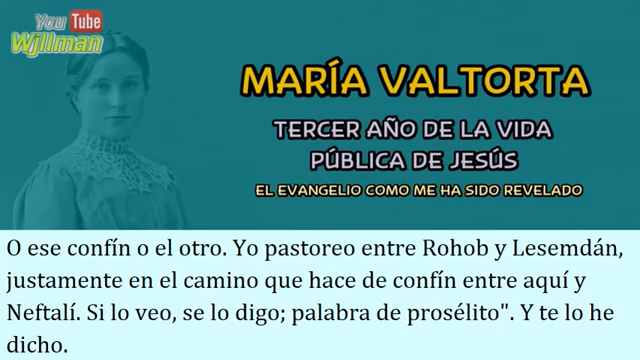 You Tube
Wjllman
MARÍA VALTORTA
TERCER AÑO DE LA VIDA
PÚBLICA DE JESÚS
EL EVANGELIO COMO ME HA SIDO REVELADO
O ese confín o el otro. Yo pastoreo entre Rohob y Lesemdán,
justamente en el camino que hace de confín entre aquí y
Neftalí. Si lo veo, se lo digo; palabra de prosélito". Y te lo he
dicho.